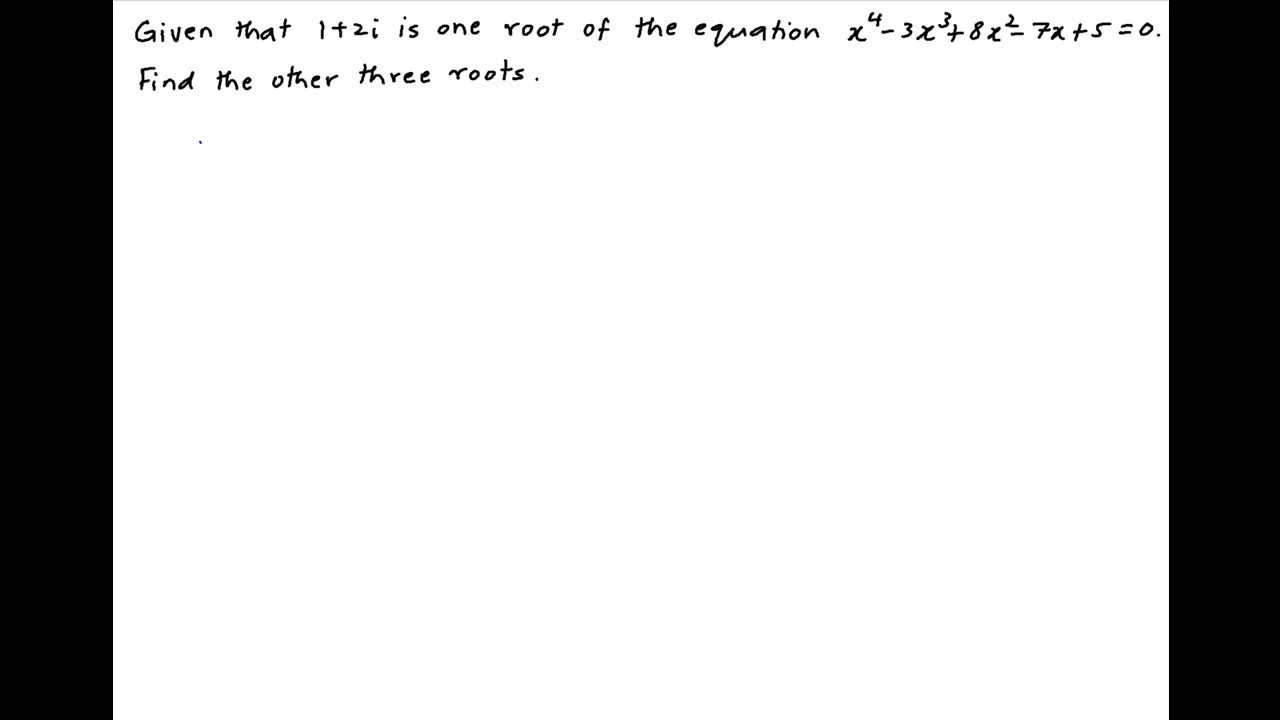 Given that 1+2i is one root of the equation x⁴-3x³+8x²-7x+5=0.
Find the other three roots.